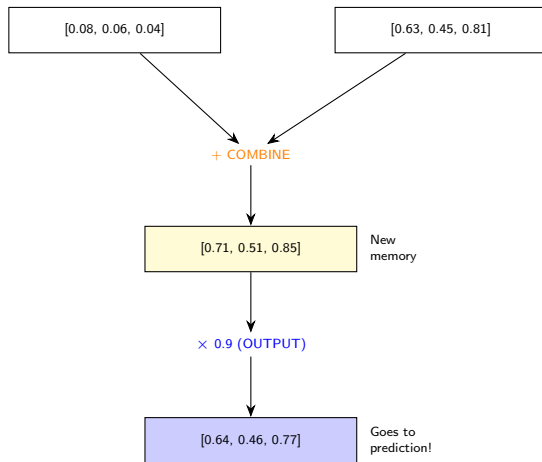 [0.08, 0.06, 0.04]
[0.63, 0.45, 0.81]
+ COMBINE
[0.71, 0.51, 0.85]
New
memory
× 0.9 (OUTPUT)
[0.64, 0.46, 0.77]
Goes to
prediction!